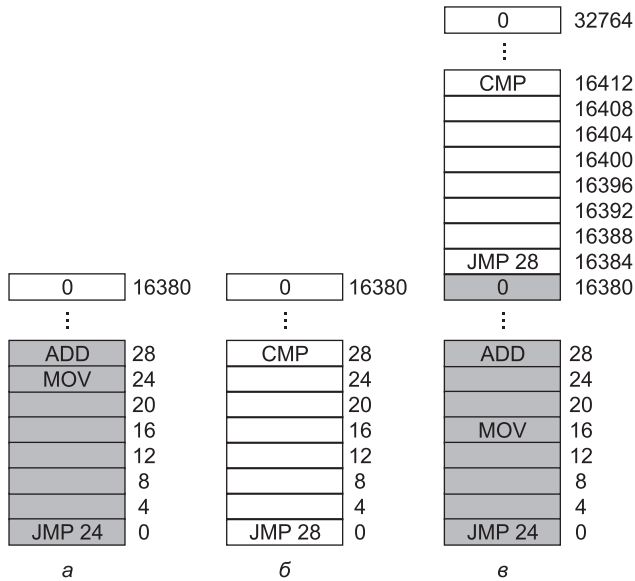 0 32764
⋮
CMP 16412
16408
16404
16400
16396
16392
16388
JMP 28 16384
0 16380 0 16380 0 16380
⋮ ⋮ ⋮
ADD 28 CMP 28 ADD 28
MOV 24 24 24
20 20 20
16 16 MOV 16
12 12 12
8 8 8
4 4 4
JMP 24 0 JMP 28 0 JMP 24 0
а б в